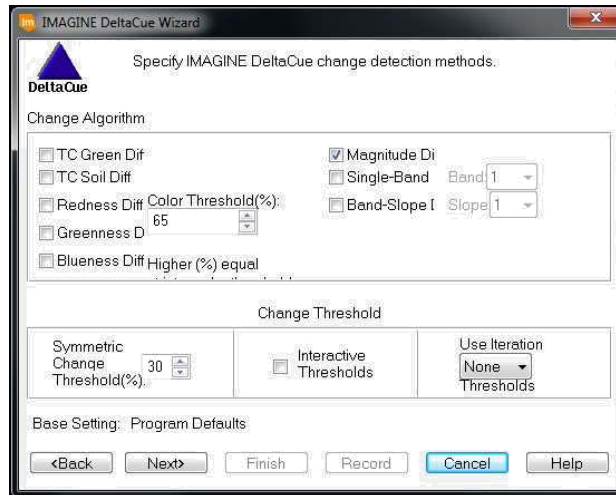 IMAGINE DeltaCue Wizard
Specify IMAGINE DeltaCue change detection methods.
DeltaCue
Change Algorithm
TC Green Dif
Magnitude Di
TC Soil Diff
Single-Band
Band: 1
Redness Diff
Color Threshold(%):
65
Band-Slope
Slope 1
Greenness D
Blueness Diff
Higher (%) equal
Change Threshold
Symmetric
Change
Threshold(%).
30
Interactive
Thresholds
Use Iteration
None
Thresholds
Base Setting: Program Defaults
<Back
Next>
Finish
Record
Cancel
Help